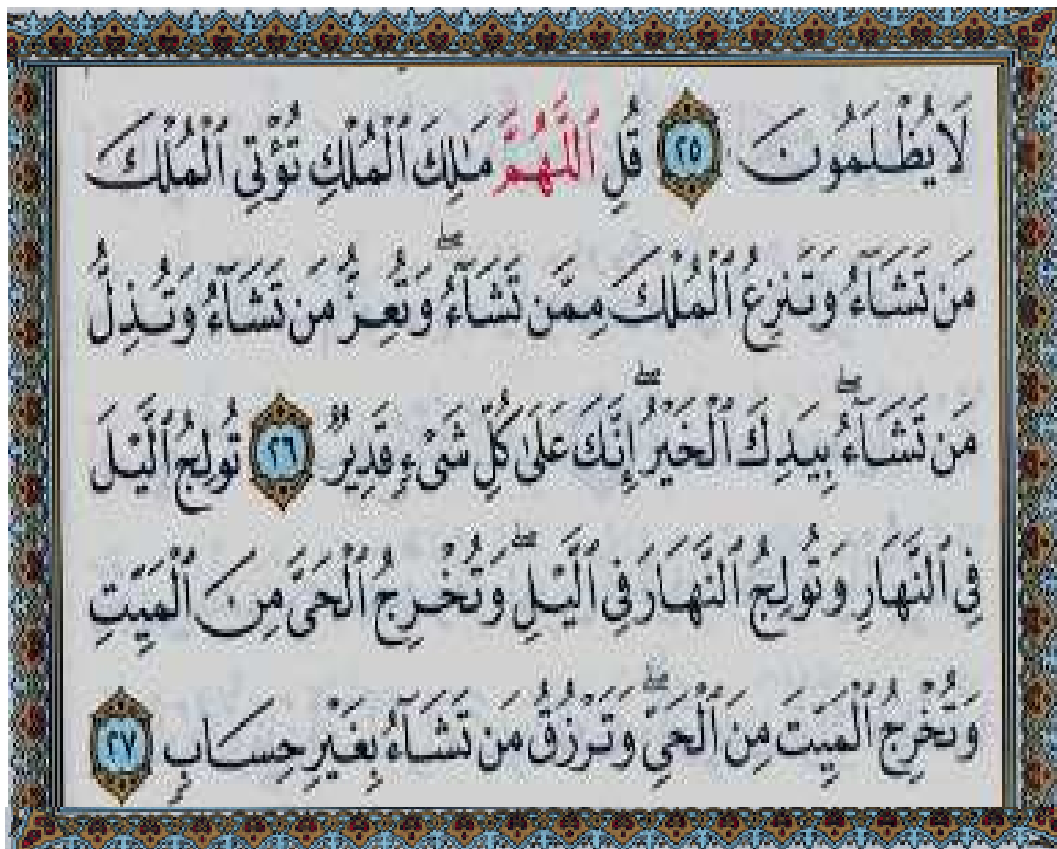 لَا يُظْلَمُونَ ٢٥ قُلِ ٱللَّهُمَّ مَـٰلِكَ ٱلْمُلْكِ تُؤْتِى ٱلْمُلْكَ
مَن تَشَآءُ وَتَنزِعُ ٱلْمُلْكَ مِمَّن تَشَآءُۖ وَتُعِزُّ مَن تَشَآءُ وَتُذِلُّ
مَن تَشَآءُۖ بِيَدِكَ ٱلْخَيْرُۖ إِنَّكَ عَلَىٰ كُلِّ شَىْءٍ قَدِيرٌ ٢٦ تُولِجُ ٱلَّيْلَ
فِى ٱلنَّهَارِ وَتُولِجُ ٱلنَّهَارَ فِى ٱلَّيْلِۖ وَتُخْرِجُ ٱلْحَىَّ مِنَ ٱلْمَيِّتِ
وَتُخْرِجُ ٱلْمَيِّتَ مِنَ ٱلْحَىِّۖ وَتَرْزُقُ مَن تَشَآءُ بِغَيْرِ حِسَابٍ ٢٧